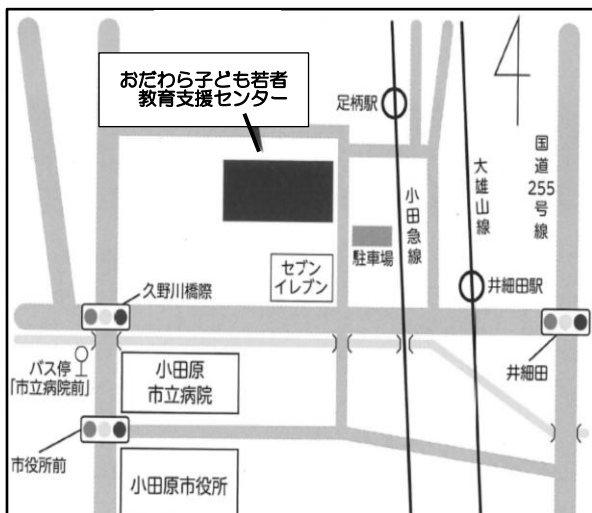 おだわら子ども若者
教育支援センター
足柄駅
国道255号線
大雄山線
小田急線
駐車場
セブン
イレブン
井細田駅
久野川橋際
井細田
バス停
「市立病院前」
小田原
市立病院
市役所前
小田原市役所